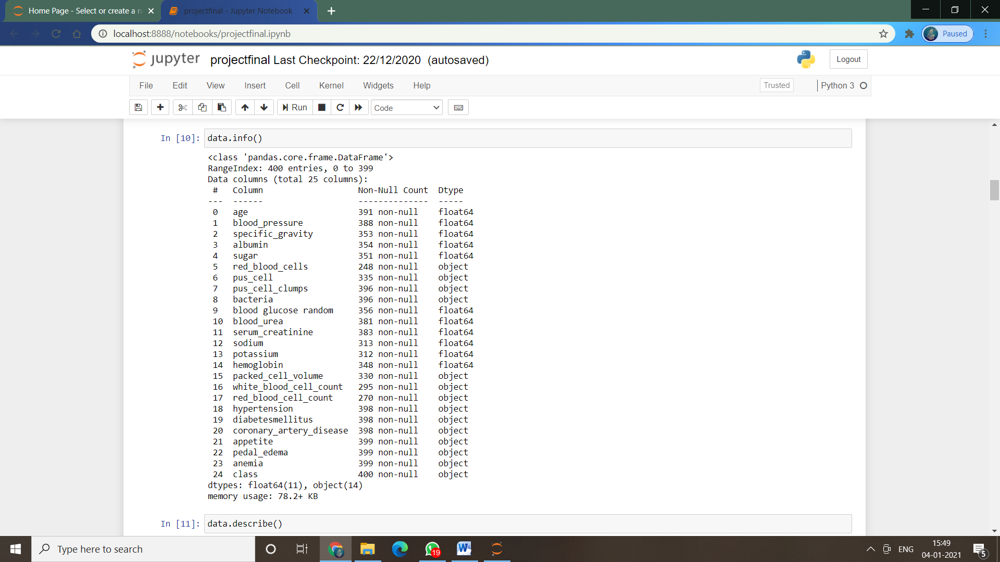 Home Page - Select or create a n
projectfinal - Jupyter Notebook
localhost:8888/notebooks/projectfinal.ipynb
Paused
jupyter projectfinal Last Checkpoint: 22/12/2020 (autosaved)
Logout
File Edit View Insert Cell Kernel Widgets Help
Trusted
Python 3
Run
Code
In [10]: data.info()
<class 'pandas.core.frame.DataFrame'>
RangeIndex: 400 entries, 0 to 399
Data columns (total 25 columns):
# Column Non-Null Count Dtype
--- ------ -------------- -----
0 age 391 non-null float64
1 blood_pressure 388 non-null float64
2 specific_gravity 353 non-null float64
3 albumin 354 non-null float64
4 sugar 351 non-null float64
5 red_blood_cells 248 non-null object
6 pus_cell 335 non-null object
7 pus_cell_clumps 396 non-null object
8 bacteria 396 non-null object
9 blood glucose random 356 non-null float64
10 blood_urea 381 non-null float64
11 serum_creatinine 383 non-null float64
12 sodium 313 non-null float64
13 potassium 312 non-null float64
14 hemoglobin 348 non-null float64
15 packed_cell_volume 330 non-null object
16 white_blood_cell_count 295 non-null object
17 red_blood_cell_count 270 non-null object
18 hypertension 398 non-null object
19 diabetesmellitus 398 non-null object
20 coronary_artery_disease 398 non-null object
21 appetite 399 non-null object
22 pedal_edema 399 non-null object
23 anemia 399 non-null object
24 class 400 non-null object
dtypes: float64(11), object(14)
memory usage: 78.2+ KB
In [11]: data.describe()
Type here to search
19
W
ENG
15:49
04-01-2021
5